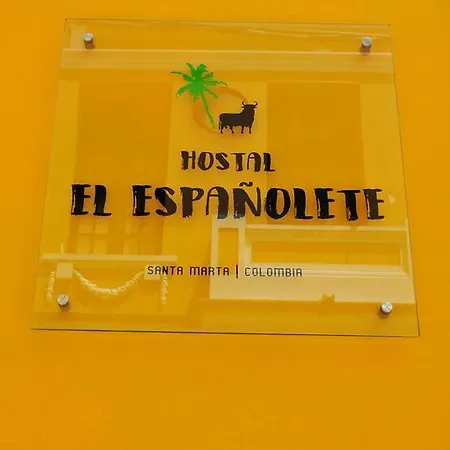 HOSTAL
EL ESPAÑOLETE
SANTA MARTA | COLOMBIA